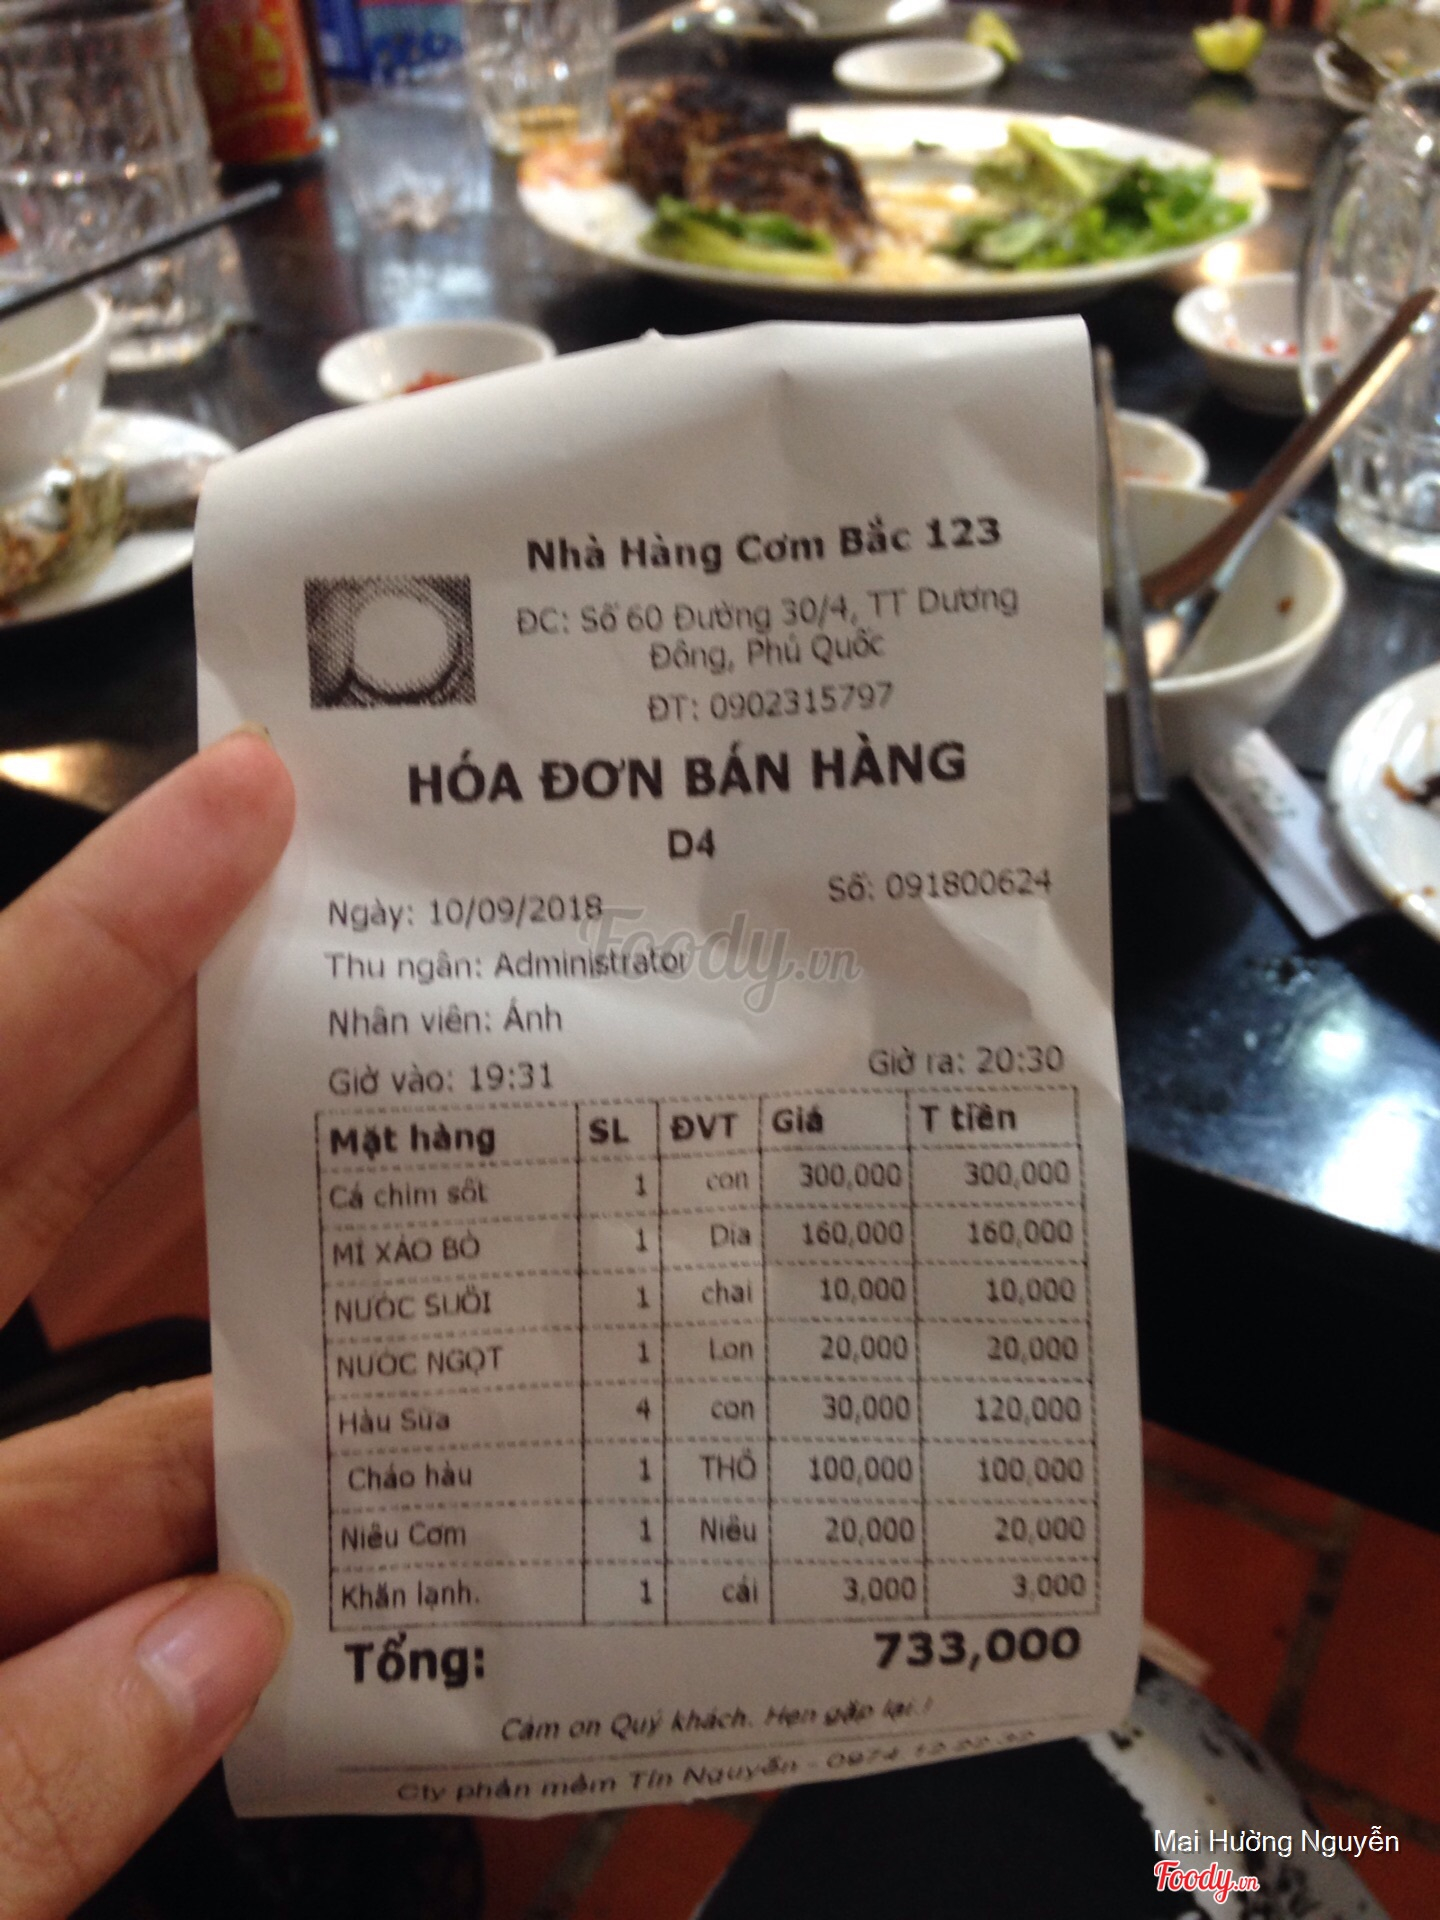 Nhà Hàng Cơm Bắc 123
ĐC: Số 60 Đường 30/4, TT Dương
Đông, Phú Quốc
ĐT: 0902315797
HÓA ĐƠN BÁN HÀNG
D4
Số: 091800624
Ngày: 10/09/2018
Thu ngân: Administrator
Foody.vn
Nhân viên: Ánh
Giờ vào: 19:31 Giờ ra: 20:30
Mặt hàng SL ĐVT Giá T tiền
Cá chim sốt 1 con 300,000 300,000
MÌ XÀO BÒ 1 Dia 160,000 160,000
NƯỚC SUỐI 1 chai 10,000 10,000
NƯỚC NGỌT 1 Lon 20,000 20,000
Hàu Sữa 4 con 30,000 120,000
Cháo hàu 1 THỐ 100,000 100,000
Niêu Cơm 1 Niêu 20,000 20,000
Khăn lạnh. 1 cái 3,000 3,000
Tổng: 733,000
Cảm ơn Quý khách. Hẹn gặp lại.!
Cty phần mềm Tín Nguyễn - 0974
Mai Hường Nguyễn
Foody.vn